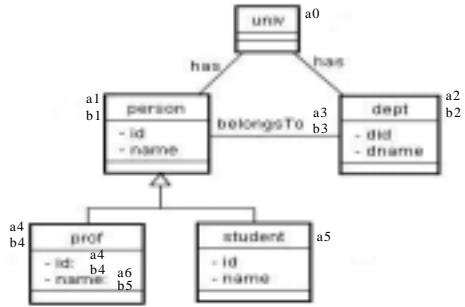 univ
a0
has
has
a1
b1
person
- id
- name
belongsTo
a3
b3
dept
- did
- dname
a2
b2
a4
b4
prof
- id:
a4
b4
- name:
a6
b5
student
- id
- name
a5